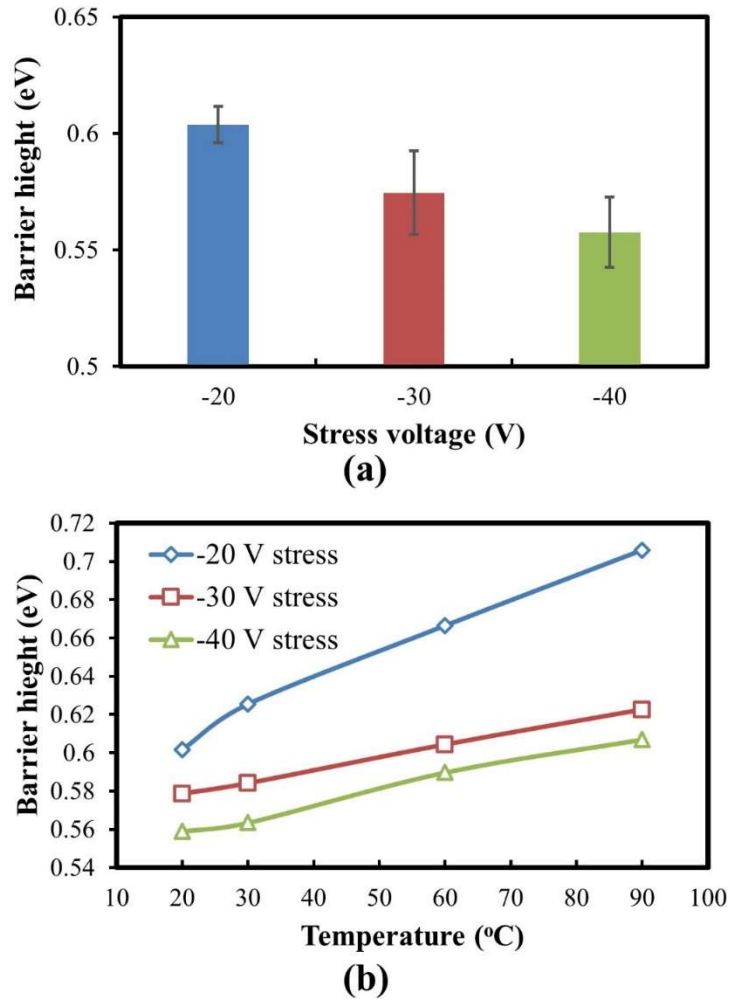 0.65
0.6
0.55
0.5
Barrier hieght (eV)
-20
-30
-40
Stress voltage (V)
(a)
0.72
0.7
0.68
0.66
0.64
0.62
0.6
0.58
0.56
0.54
Barrier hieght (eV)
-20 V stress
-30 V stress
-40 V stress
10 20 30 40 50 60 70 80 90 100
Temperature (ºC)
(b)